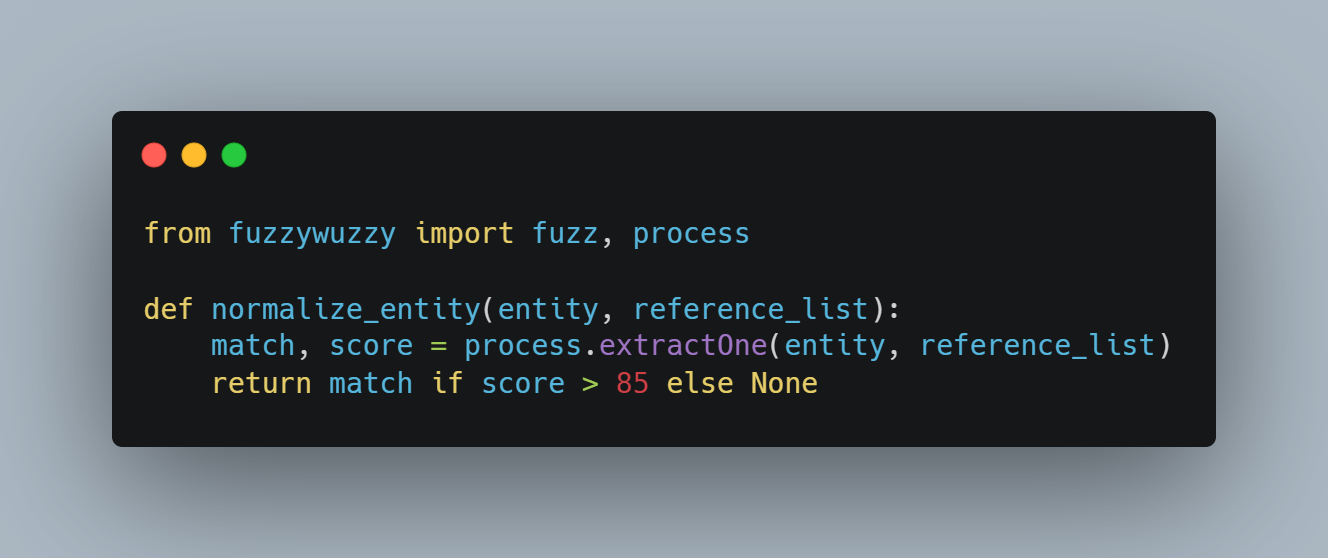 from fuzzywuzzy import fuzz, process
def normalize_entity(entity, reference_list):
    match, score = process.extractOne(entity, reference_list)
    return match if score > 85 else None